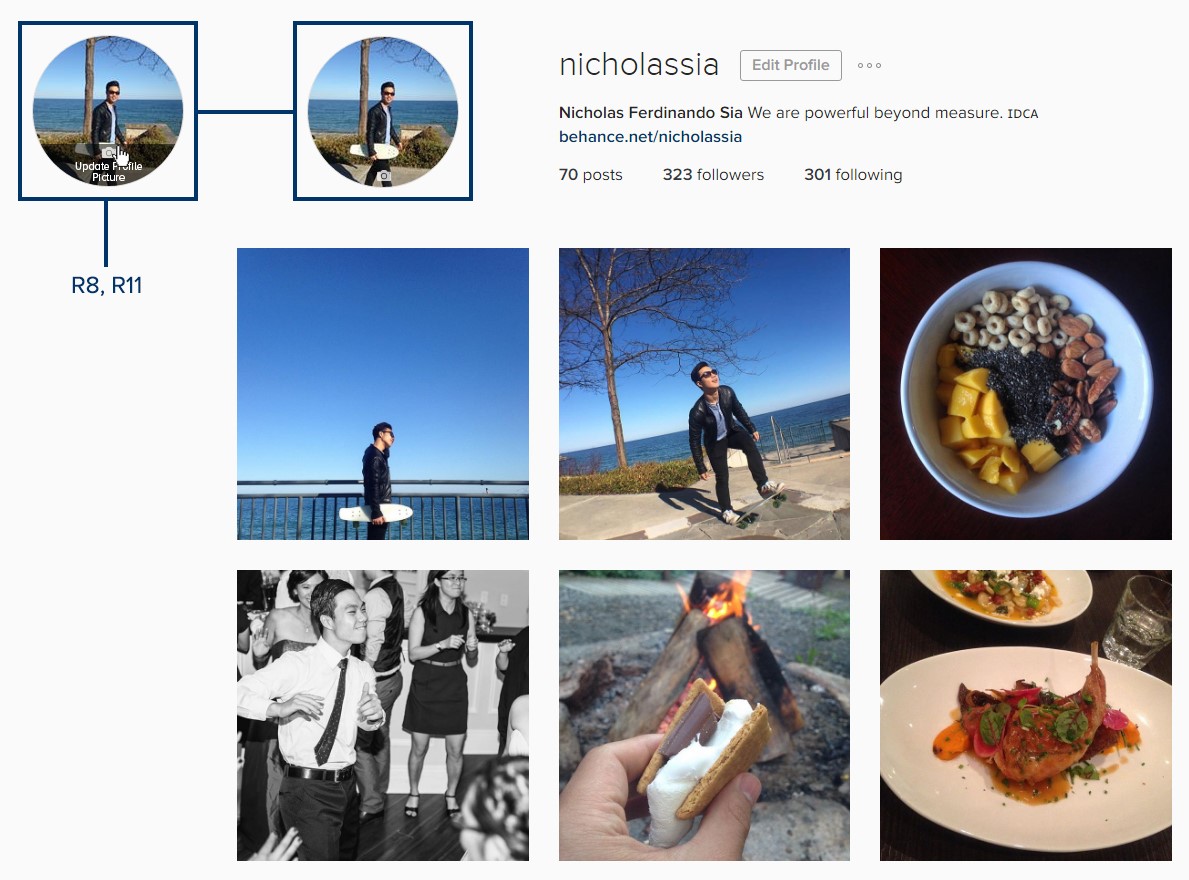 nicholassia Edit Profile
Nicholas Ferdinando Sia We are powerful beyond measure. IDCA
behance.net/nicholassia
70 posts 323 followers 301 following
Update Profile
Picture
R8, R11